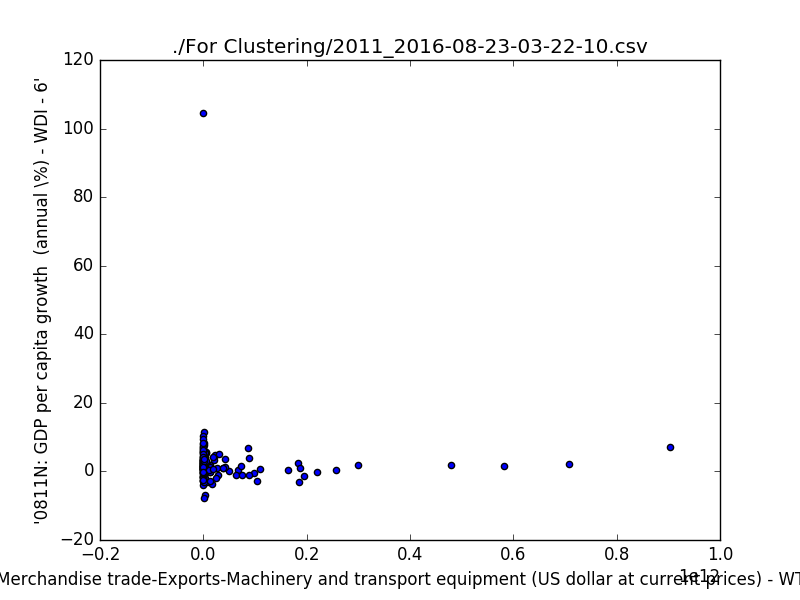 ./For Clustering/2011_2016-08-23-03-22-10.csv
'0811N: GDP per capita growth  (annual \%) - WDI - 6'
120
100
80
60
40
20
0
−20
−0.2 0.0 0.2 0.4 0.6 0.8 1.0
1e12
Merchandise trade-Exports-Machinery and transport equipment (US dollar at current prices) - WT